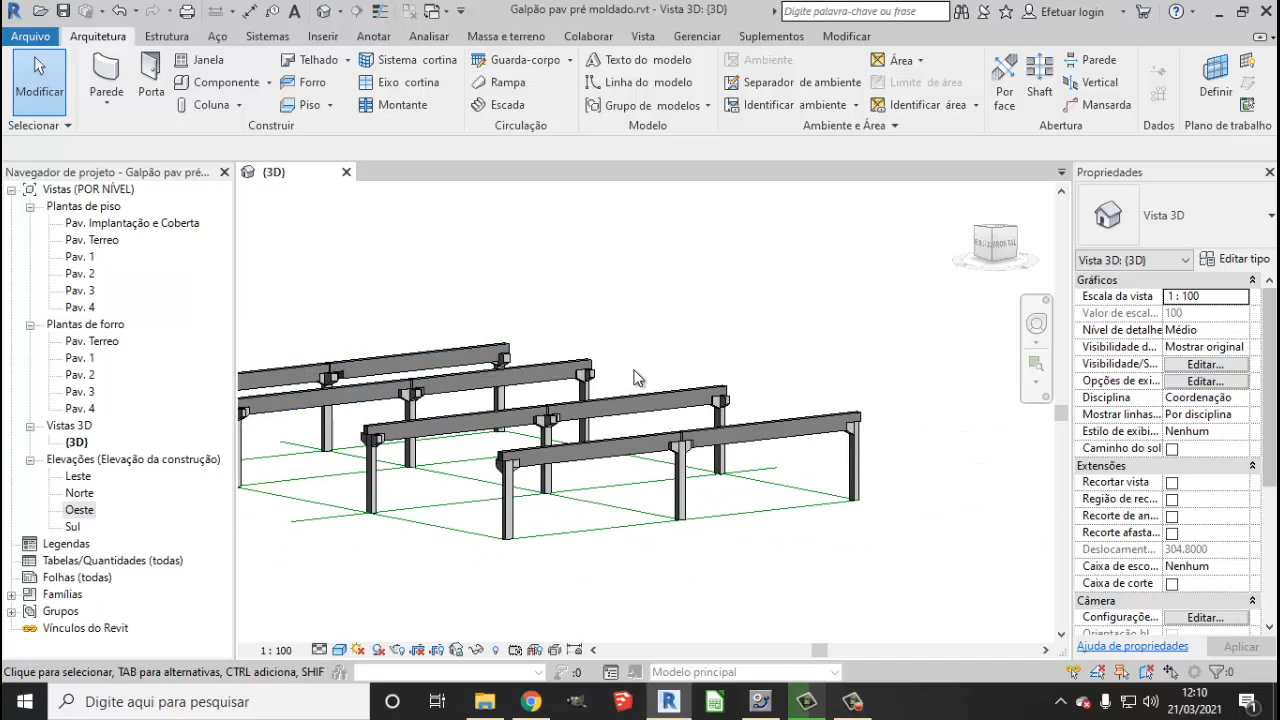 Galpão pav pré moldado.rvt - Vista 3D: {3D}
Digite palavra-chave ou frase
Efetuar login
Arquivo Arquitetura Estrutura Aço Sistemas Inserir Anotar Analisar Massa e terreno Colaborar Vista Gerenciar Suplementos Modificar
Modificar
Parede
Porta
Janela
Componente
Coluna
Telhado
Forro
Piso
Sistema cortina
Eixo cortina
Montante
Guarda-corpo
Rampa
Escada
Texto do modelo
Linha do modelo
Grupo de modelos
Ambiente
Separador de ambiente
Identificar ambiente
Área
Limite de área
Identificar área
Por face
Shaft
Parede
Vertical
Mansarda
Definir
Selecionar Construir Circulação Modelo Ambiente e Área Abertura Dados Plano de trabalho
Navegador de projeto - Galpão pav pré...
Vistas (POR NÍVEL)
Plantas de piso
Pav. Implantação e Coberta
Pav. Terreo
Pav. 1
Pav. 2
Pav. 3
Pav. 4
Plantas de forro
Pav. Terreo
Pav. 1
Pav. 2
Pav. 3
Pav. 4
Vistas 3D
{3D}
Elevações (Elevação da construção)
Leste
Norte
Oeste
Sul
Legendas
Tabelas/Quantidades (todas)
Folhas (todas)
Famílias
Grupos
Vínculos do Revit
{3D}
FRONTAL
1 : 100
Propriedades
Vista 3D
Vista 3D: {3D} Editar tipo
Gráficos
Escala da vista 1 : 100
Valor de escal... 100
Nível de detalhe Médio
Visibilidade d... Mostrar original
Visibilidade/S... Editar...
Opções de exi... Editar...
Disciplina Coordenação
Mostrar linhas... Por disciplina
Estilo de exibi... Nenhum
Caminho do sol
Extensões
Recortar vista
Região de rec...
Recorte de an...
Recorte afasta...
Deslocament... 304.8000
Caixa de esco... Nenhum
Caixa de corte
Câmera
Configuraçõe... Editar...
Ajuda de propriedades Aplicar
Clique para selecionar, TAB para alternativas, CTRL adiciona, SHIF
:0
Modelo principal
:0
Digite aqui para pesquisar
12:10
21/03/2021